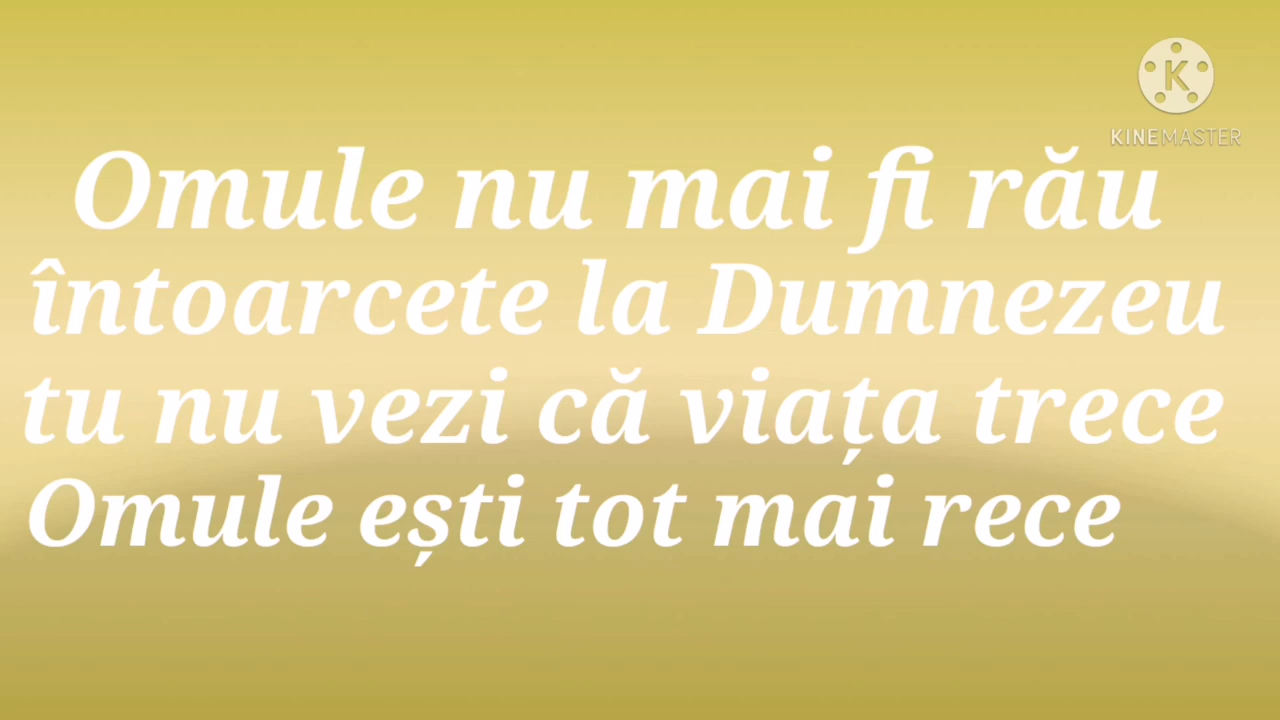 K
KINEMASTER
Omule nu mai fi rău
întoarcete la Dumnezeu
tu nu vezi că viața trece
Omule ești tot mai rece